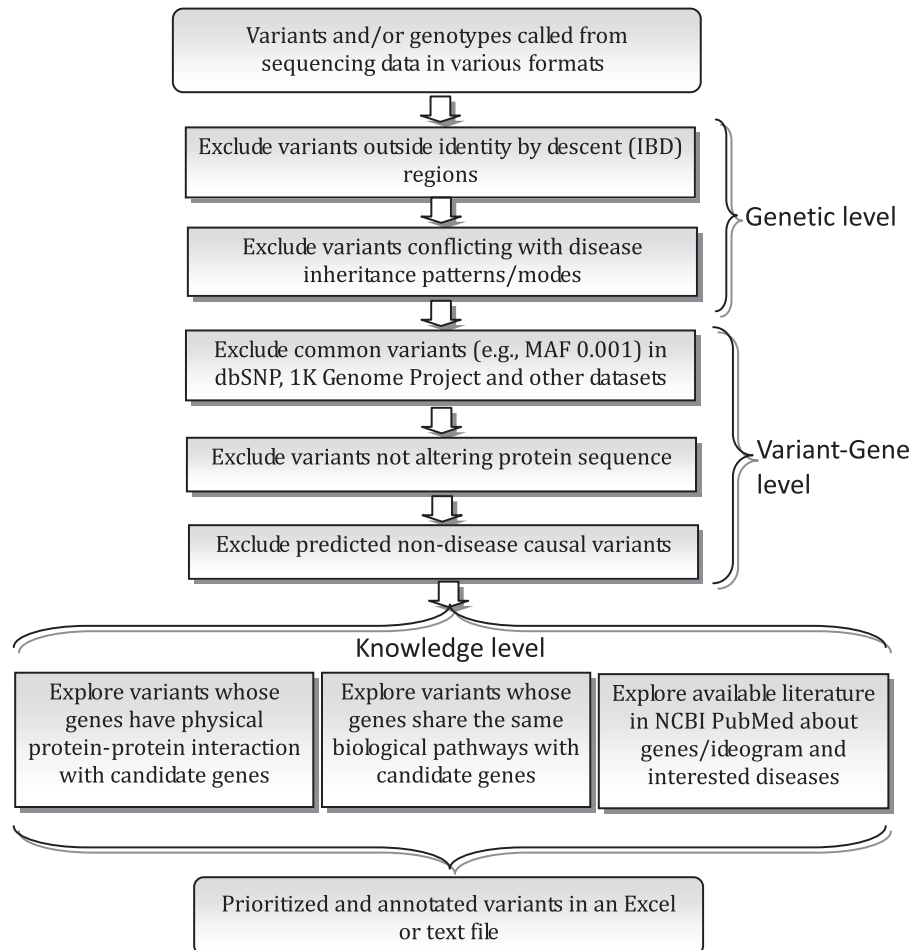 Variants and/or genotypes called from
sequencing data in various formats
Exclude variants outside identity by descent (IBD)
regions
Genetic level
Exclude variants conflicting with disease
inheritance patterns/modes
Exclude common variants (e.g., MAF 0.001) in
dbSNP, 1K Genome Project and other datasets
Exclude variants not altering protein sequence
Variant-Gene
level
Exclude predicted non-disease causal variants
Knowledge level
Explore variants whose
genes have physical
protein-protein interaction
with candidate genes
Explore variants whose
genes share the same
biological pathways with
candidate genes
Explore available literature
in NCBI PubMed about
genes/ideogram and
interested diseases
Prioritized and annotated variants in an Excel
or text file